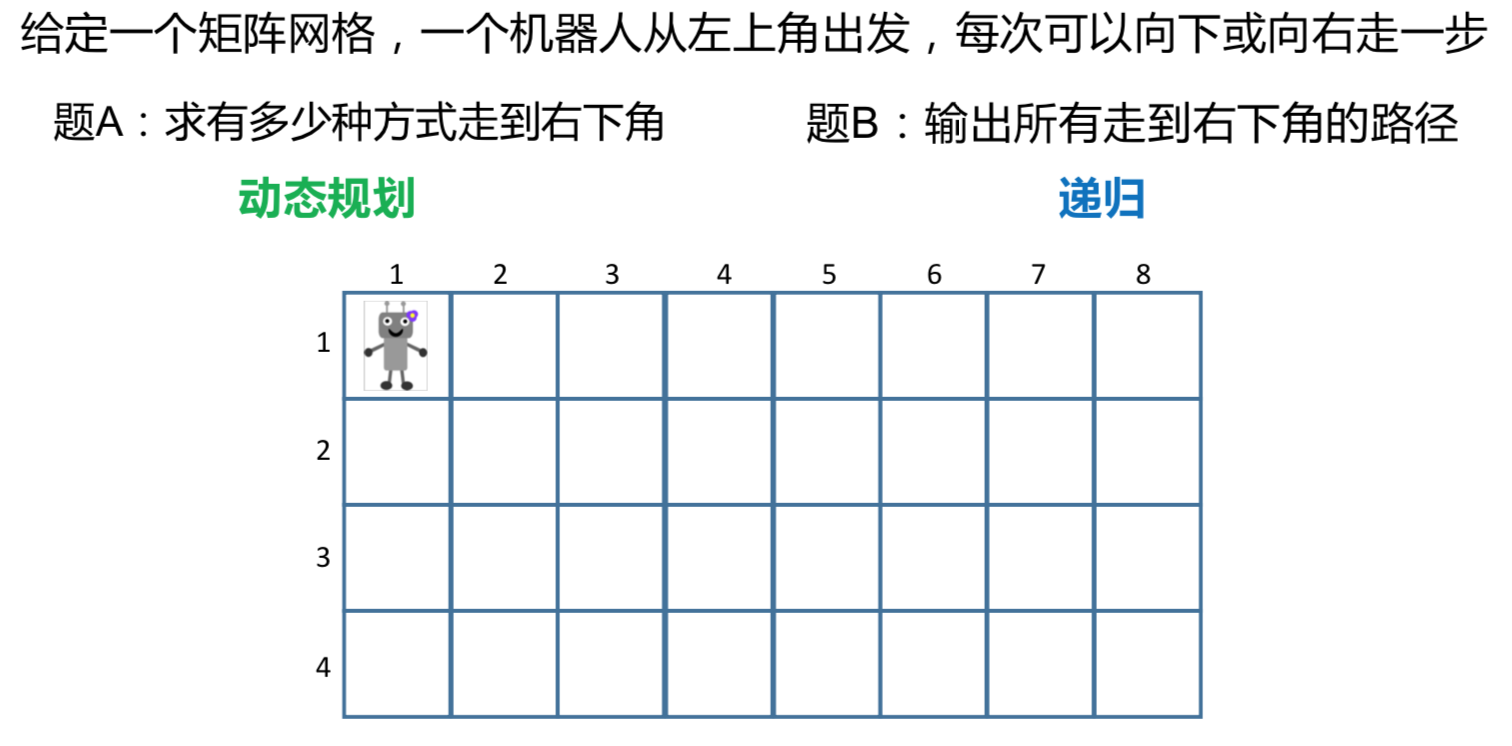 给定一个矩阵网格，一个机器人从左上角出发，每次可以向下或向右走一步
题A：求有多少种方式走到右下角
题B：输出所有走到右下角的路径
动态规划
递归
1 2 3 4 5 6 7 8
1
2
3
4